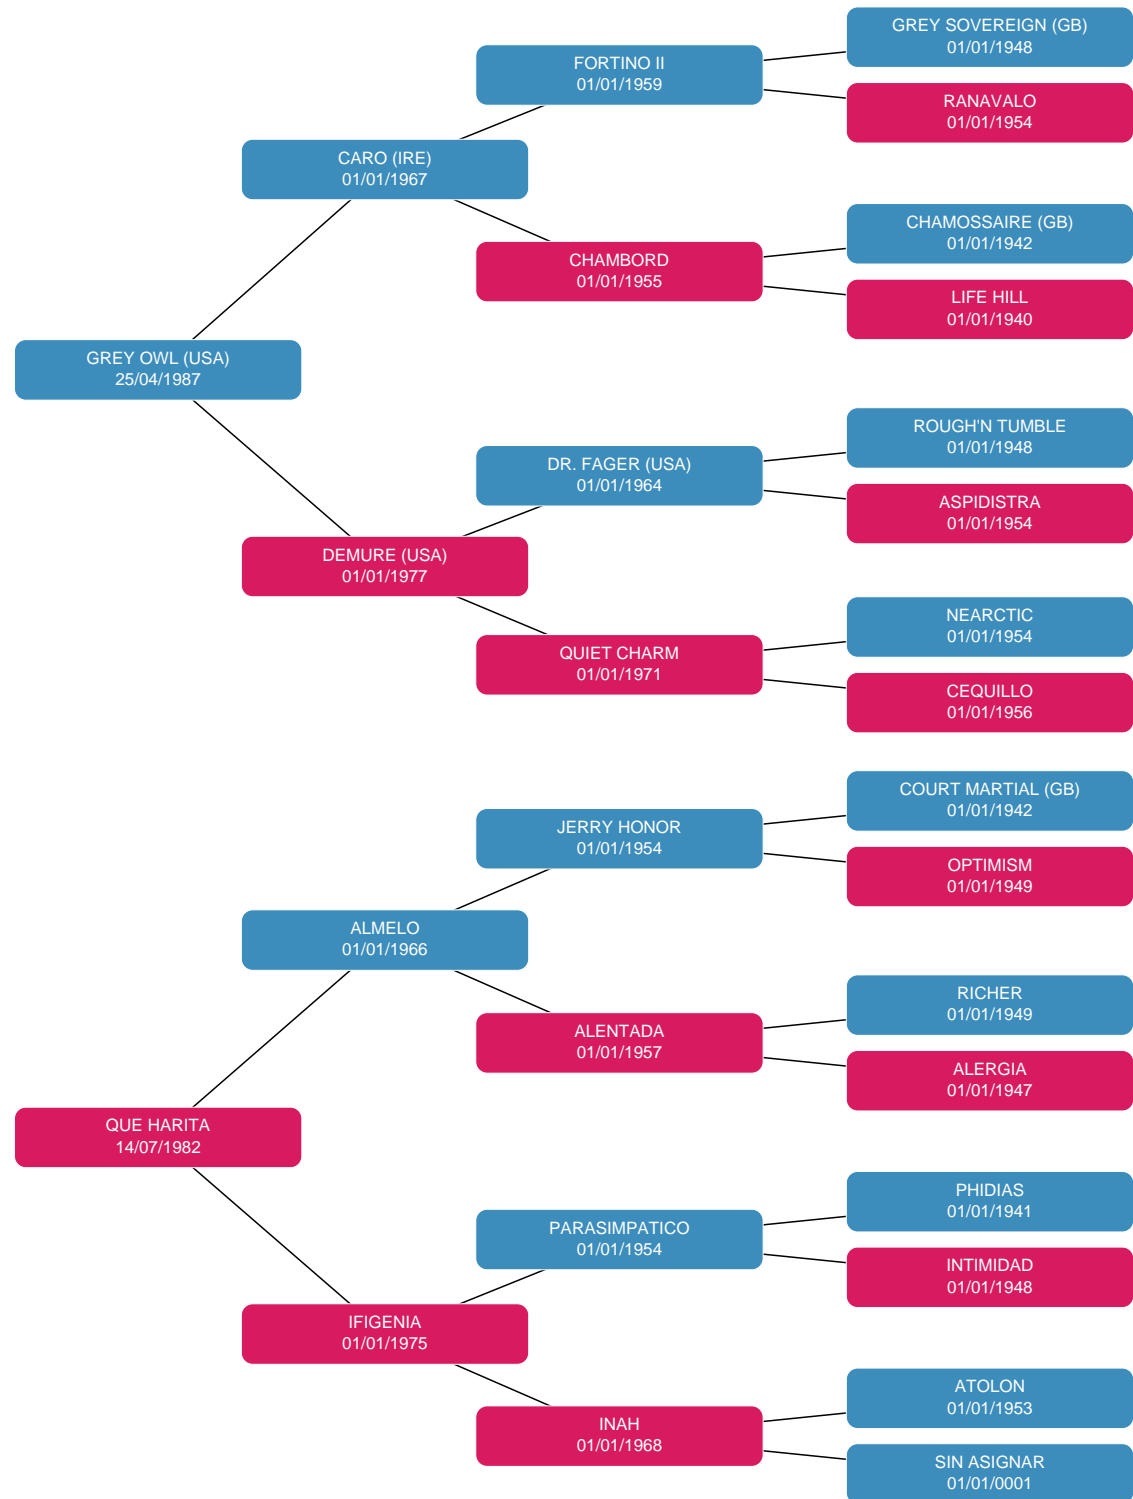 GREY SOVEREIGN (GB)
01/01/1948
FORTINO II
01/01/1959
RANAVALO
01/01/1954
CARO (IRE)
01/01/1967
CHAMOSSAIRE (GB)
01/01/1942
CHAMBORD
01/01/1955
LIFE HILL
01/01/1940
GREY OWL (USA)
25/04/1987
ROUGH'N TUMBLE
01/01/1948
DR. FAGER (USA)
01/01/1964
ASPIDISTRA
01/01/1954
DEMURE (USA)
01/01/1977
NEARCTIC
01/01/1954
QUIET CHARM
01/01/1971
CEQUILLO
01/01/1956
COURT MARTIAL (GB)
01/01/1942
JERRY HONOR
01/01/1954
OPTIMISM
01/01/1949
ALMELO
01/01/1966
RICHER
01/01/1949
ALENTADA
01/01/1957
ALERGIA
01/01/1947
QUE HARITA
14/07/1982
PHIDIAS
01/01/1941
PARASIMPATICO
01/01/1954
INTIMIDAD
01/01/1948
IFIGENIA
01/01/1975
ATOLON
01/01/1953
INAH
01/01/1968
SIN ASIGNAR
01/01/0001